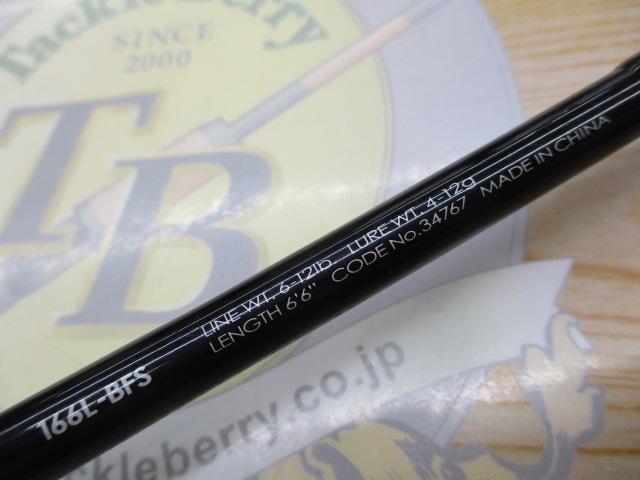 TackleBerry
SINCE
2000
TB
LINE WT. 6-12lb LURE WT. 4-12g
LENGTH 6'6" CODE No.34767 MADE IN CHINA
166L-BFS
tackleberry.co.jp